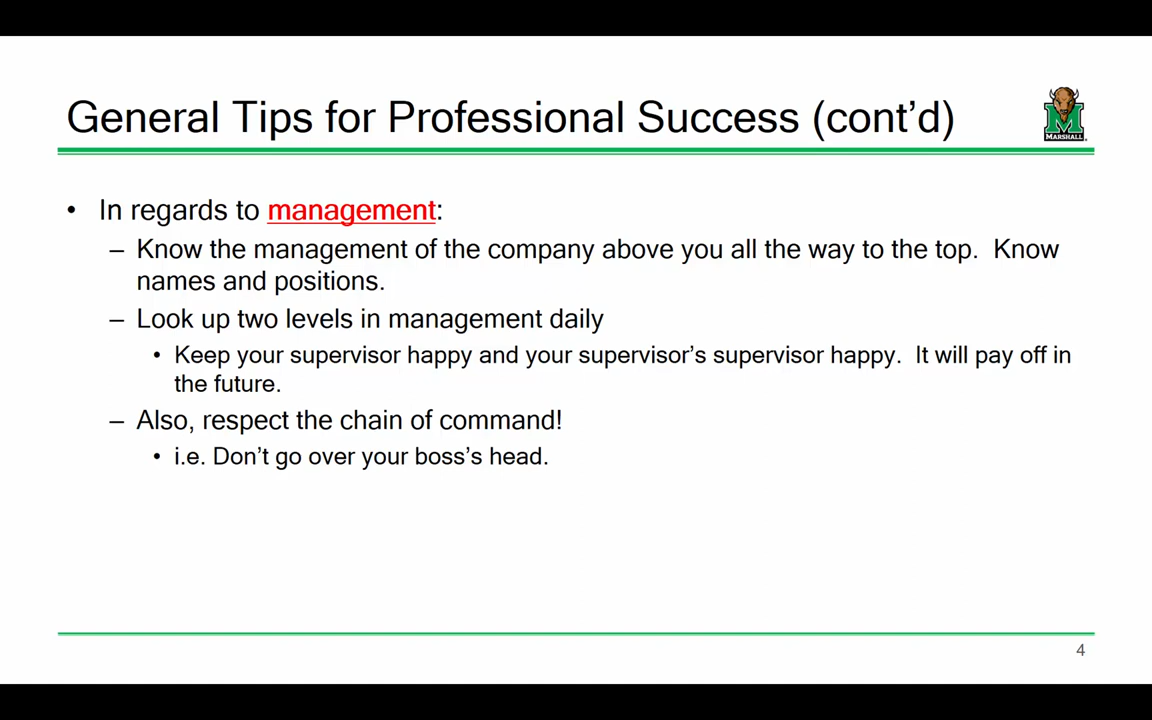 General Tips for Professional Success (cont’d)
M
MARSHALL
• In regards to management:
– Know the management of the company above you all the way to the top.  Know
names and positions.
– Look up two levels in management daily
• Keep your supervisor happy and your supervisor’s supervisor happy.  It will pay off in
the future.
– Also, respect the chain of command!
• i.e. Don’t go over your boss’s head.
4